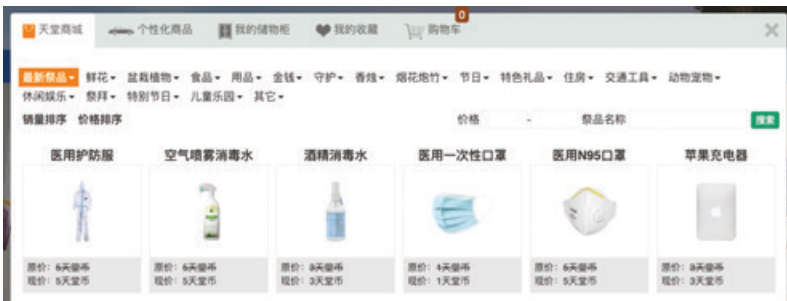 天堂商城 个性化商品 我的储物柜 我的收藏 购物车 0
最新祭品 鲜花 盆栽植物 食品 用品 金钱 守护 香烛 烟花炮竹 节日 特色礼品 住房 交通工具 动物宠物
休闲娱乐 祭拜 特别节日 儿童乐园 其它
销量排序 价格排序 价格 - 祭品名称 搜索
医用护防服 空气喷雾消毒水 酒精消毒水 医用一次性口罩 医用N95口罩 苹果充电器
原价：5天堂币 原价：5天堂币 原价：3天堂币 原价：1天堂币 原价：5天堂币 原价：3天堂币
现价：5天堂币 现价：5天堂币 现价：3天堂币 现价：1天堂币 现价：5天堂币 现价：3天堂币